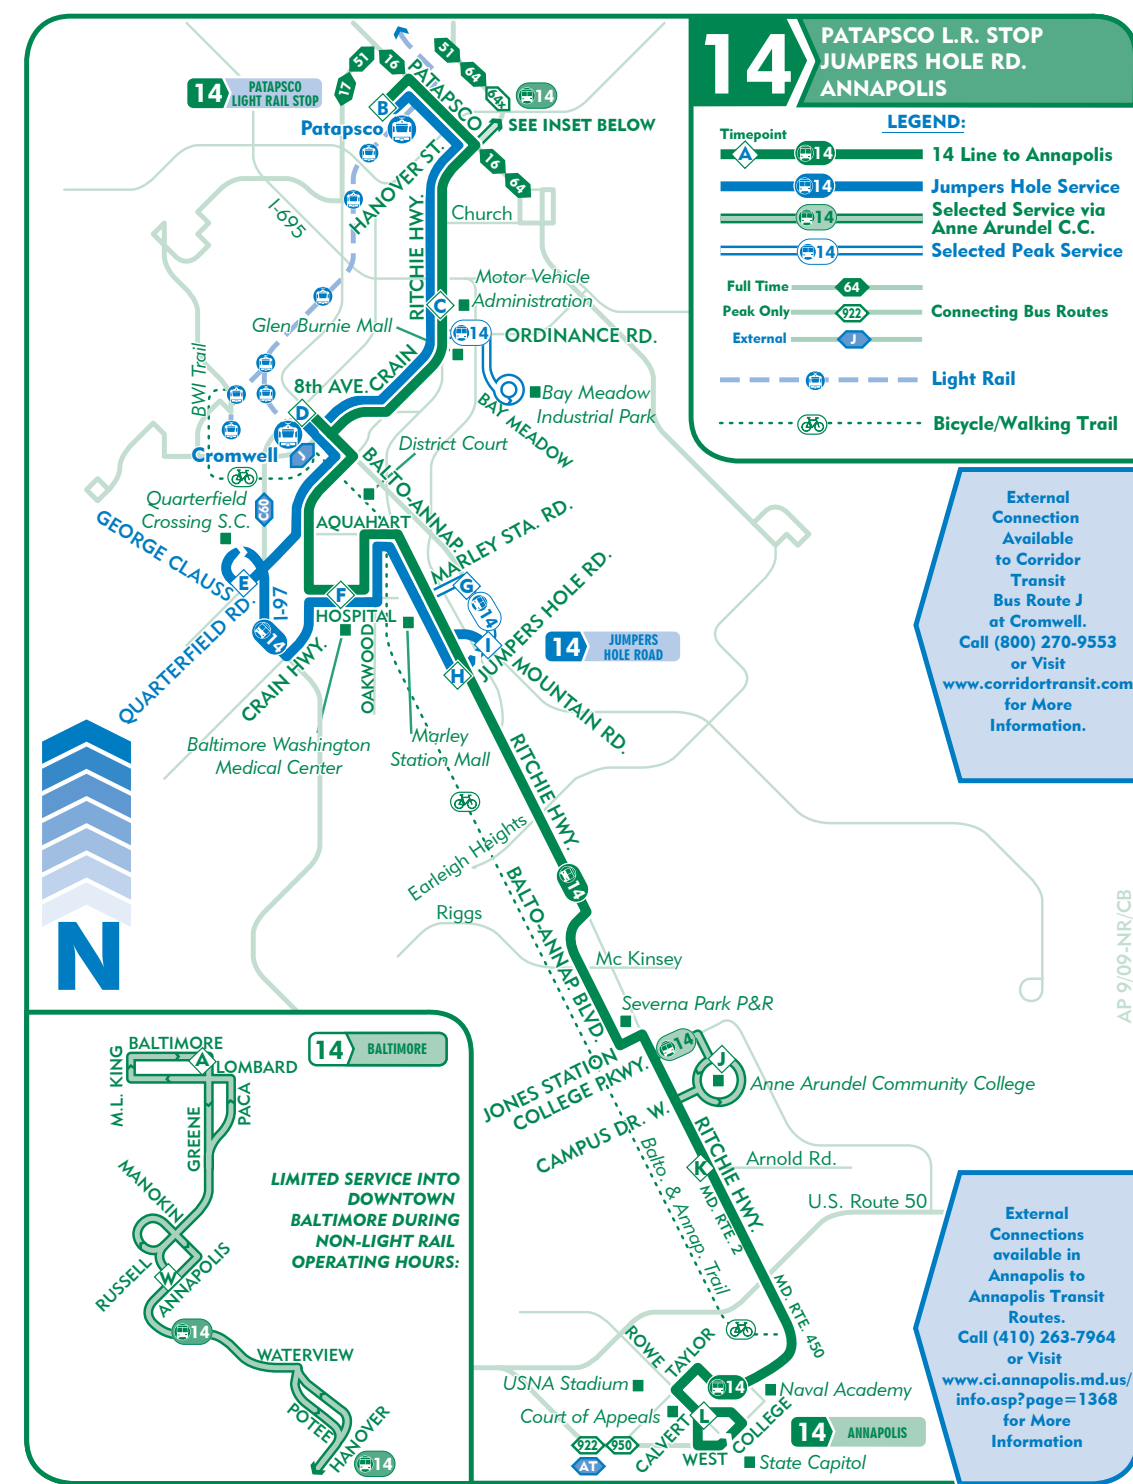 14
PATAPSCO L.R. STOP
JUMPERS HOLE RD.
ANNAPOLIS
LEGEND:
Timepoint
A
14
14 Line to Annapolis
14
Jumpers Hole Service
14
Selected Service via
Anne Arundel C.C.
14
Selected Peak Service
Full Time
64
Peak Only
922
Connecting Bus Routes
External
J
Light Rail
Bicycle/Walking Trail
14
PATAPSCO
LIGHT RAIL STOP
17
51
16
PATAPSCO
51
64
64x
14
B
Patapsco
SEE INSET BELOW
HANOVER ST.
16
64
I-695
RITCHIE HWY.
Church
Motor Vehicle
Administration
C
Glen Burnie Mall
14
ORDINANCE RD.
BWI Trail
8th AVE.
CRAIN
Bay Meadow
Industrial Park
BAY MEADOW
D
Cromwell
J
District Court
BALTO-ANNAP.
Quarterfield
Crossing S.C.
C60
AQUAHART
MARLEY STA. RD.
GEORGE CLAUSS
E
I-97
F
G
14
JUMPERS HOLE RD.
HOSPITAL
QUARTERFIELD RD.
14
CRAIN HWY.
OAKWOOD
I
H
14
JUMPERS
HOLE ROAD
MOUNTAIN RD.
Baltimore Washington
Medical Center
Marley
Station Mall
RITCHIE HWY.
N
Earleigh Heights
14
BALTO-ANNAP. BLVD.
Riggs
Mc Kinsey
Severna Park P&R
14
J
JONES STATION
COLLEGE PKWY.
Anne Arundel Community College
CAMPUS DR. W.
RITCHIE HWY.
Balto. & Annap. Trail
K
Arnold Rd.
MD. RTE. 2
U.S. Route 50
MD. RTE. 450
ROWE
TAYLOR
USNA Stadium
14
Naval Academy
Court of Appeals
L
CALVERT
COLLEGE
14
ANNAPOLIS
922
950
AT
WEST
State Capitol
External
Connection
Available
to Corridor
Transit
Bus Route J
at Cromwell.
Call (800) 270-9553
or Visit
www.corridortransit.com
for More
Information.
AP 9/09-NR/CB
External
Connections
available in
Annapolis to
Annapolis Transit
Routes.
Call (410) 263-7964
or Visit
www.ci.annapolis.md.us/
info.asp?page=1368
for More
Information
14
BALTIMORE
BALTIMORE
A
LOMBARD
M.L. KING
PACA
GREENE
MANOKIN
LIMITED SERVICE INTO
DOWNTOWN
BALTIMORE DURING
NON-LIGHT RAIL
OPERATING HOURS:
RUSSELL
W
ANNAPOLIS
14
WATERVIEW
POTEE
HANOVER
14